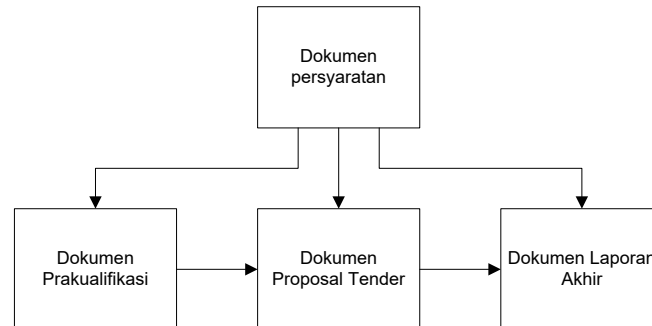 Dokumen
persyaratan
Dokumen
Prakualifikasi
Dokumen
Proposal Tender
Dokumen Laporan
Akhir